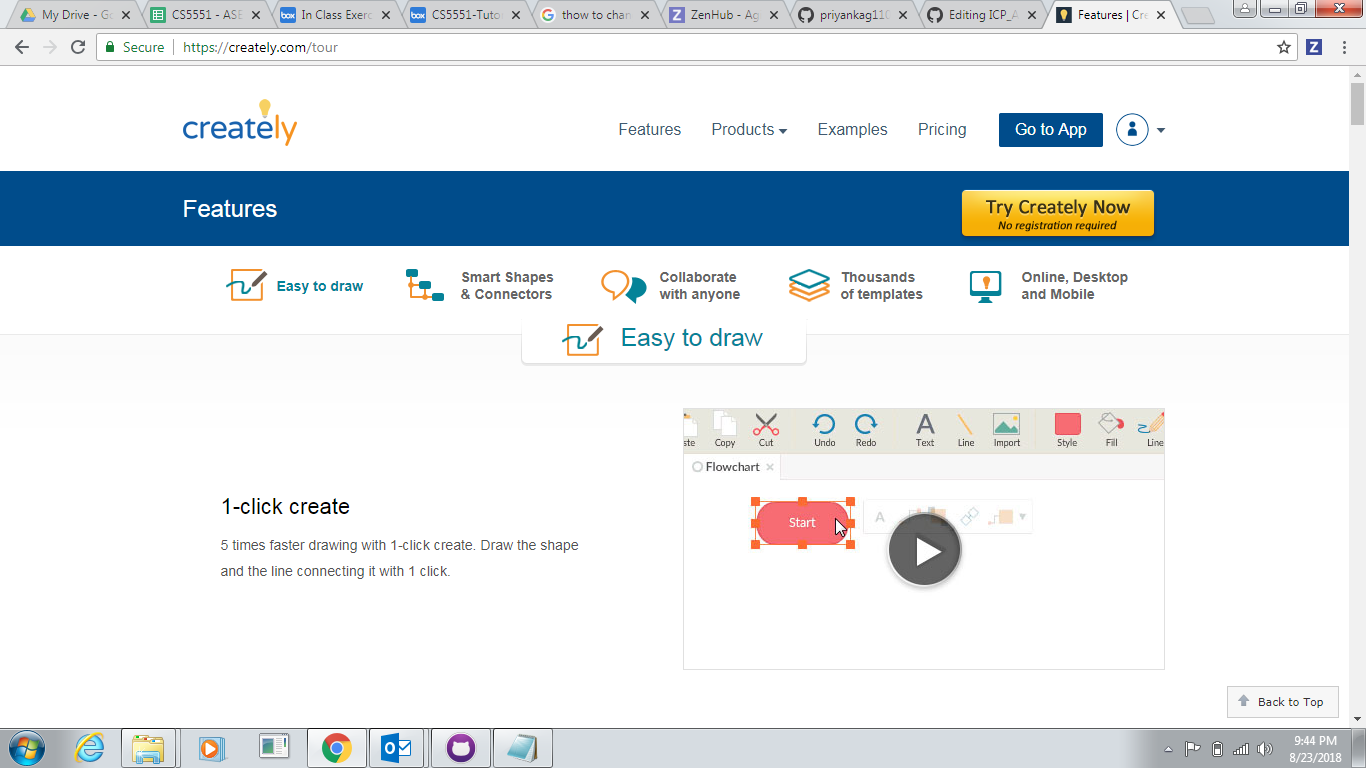 My Drive - Go
CS5551 - ASE
In Class Exerc
CS5551-Tuto
thow to chan
ZenHub - Ag
priyankag110
Editing ICP_A
Features | Cre
Secure
https://creately.com/tour
creately
Features
Products
Examples
Pricing
Go to App
Features
Try Creately Now
No registration required
Easy to draw
Smart Shapes
& Connectors
Collaborate
with anyone
Thousands
of templates
Online, Desktop
and Mobile
Easy to draw
ste
Copy
Cut
Undo
Redo
Text
Line
Import
Style
Fill
Line
Flowchart
Start
1-click create
5 times faster drawing with 1-click create. Draw the shape
and the line connecting it with 1 click.
Back to Top
9:44 PM
8/23/2018